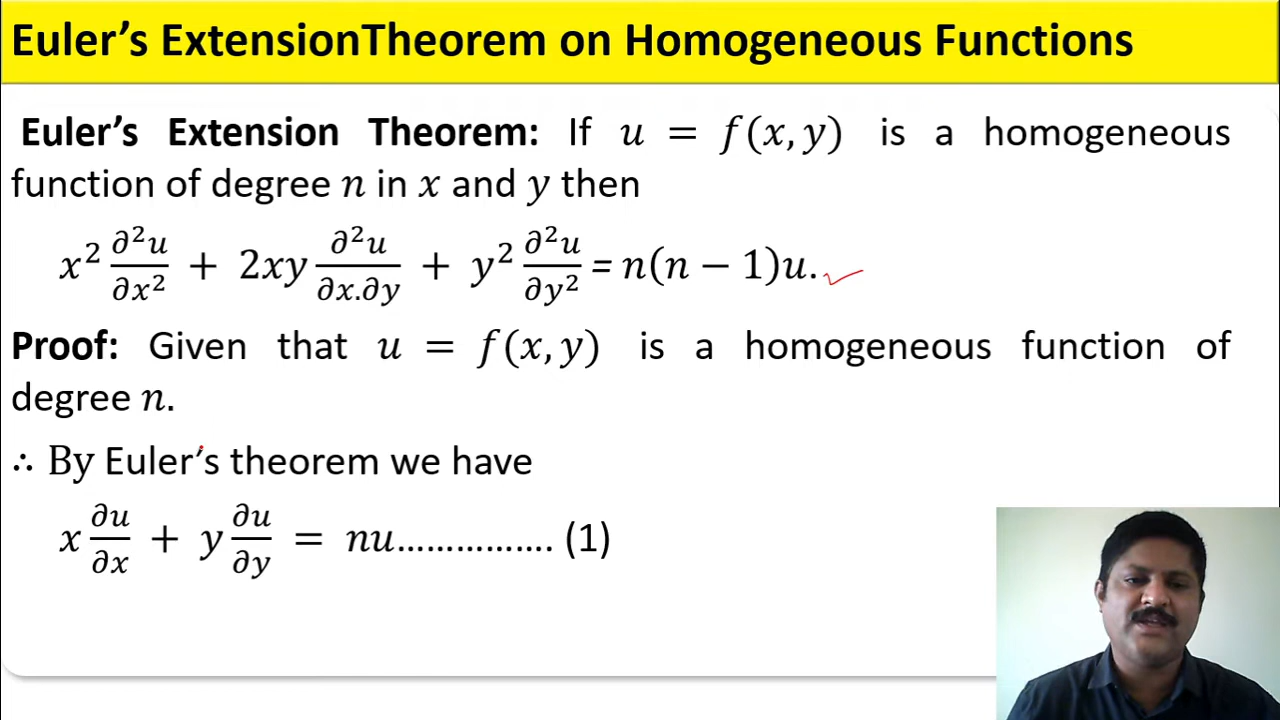 Euler’s ExtensionTheorem on Homogeneous Functions
Euler’s Extension Theorem: If u = f(x, y) is a homogeneous
function of degree n in x and y then
x² ∂²u/∂x² + 2xy ∂²u/∂x.∂y + y² ∂²u/∂y² = n(n − 1)u.
Proof: Given that u = f(x, y) is a homogeneous function of
degree n.
∴ By Euler’s theorem we have
x ∂u/∂x + y ∂u/∂y = nu................ (1)